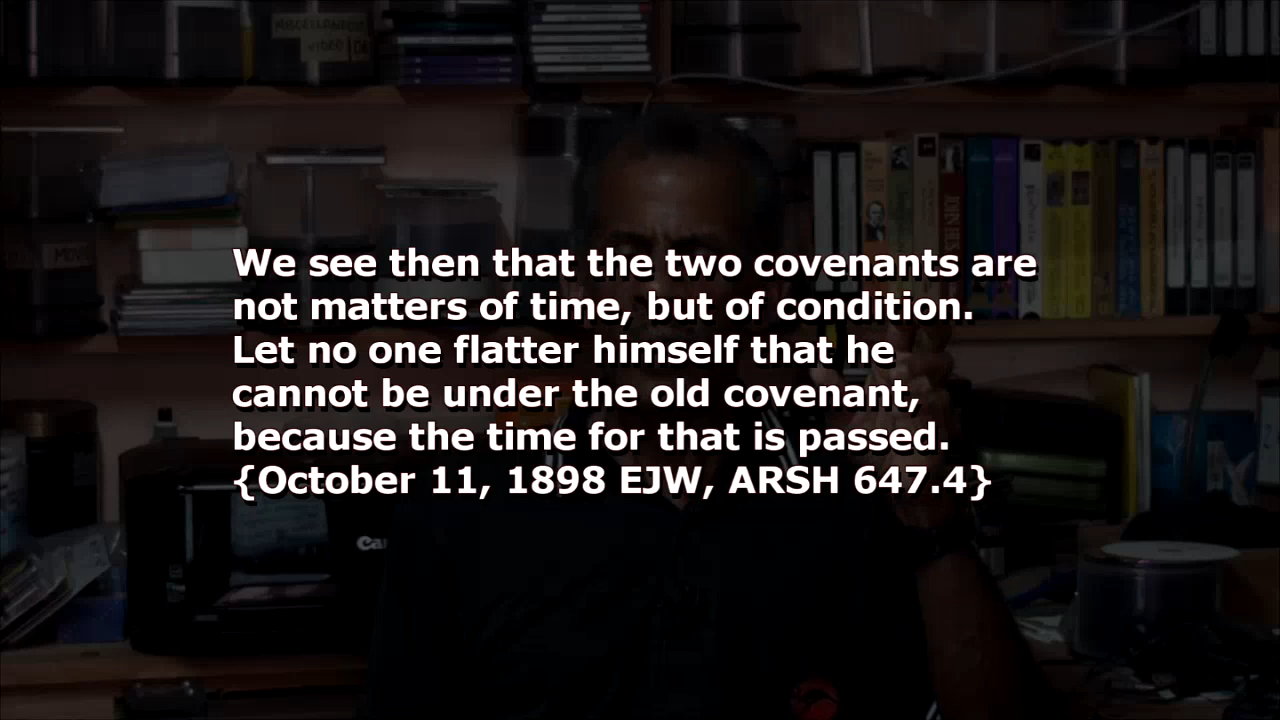 MISCELLANEOUS
VIDEO
We see then that the two covenants are
not matters of time, but of condition.
Let no one flatter himself that he
cannot be under the old covenant,
because the time for that is passed.
{October 11, 1898 EJW, ARSH 647.4}